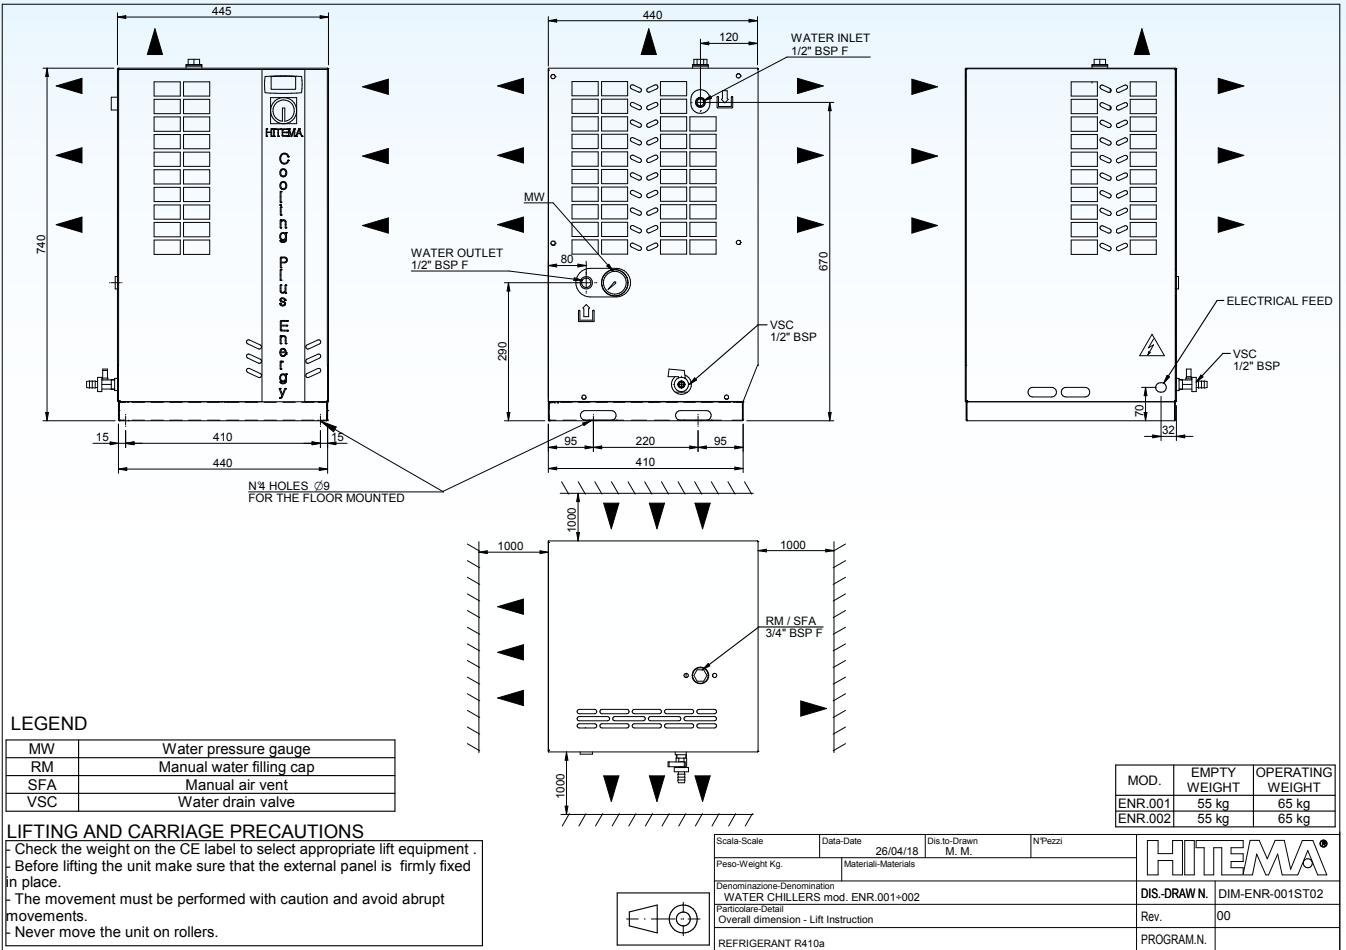 445
740
HITEMA
Cooling Plus Energy
15
410
15
440
N°4 HOLES Ø9
FOR THE FLOOR MOUNTED
440
120
WATER INLET
1/2" BSP F
MW
WATER OUTLET
1/2" BSP F
80
670
290
VSC
1/2" BSP
95
220
95
410
ELECTRICAL FEED
VSC
1/2" BSP
70
32
1000
1000
1000
RM / SFA
3/4" BSP F
1000
LEGEND
MW Water pressure gauge
RM Manual water filling cap
SFA Manual air vent
VSC Water drain valve
LIFTING AND CARRIAGE PRECAUTIONS
- Check the weight on the CE label to select appropriate lift equipment .
- Before lifting the unit make sure that the external panel is firmly fixed
in place.
- The movement must be performed with caution and avoid abrupt
movements.
- Never move the unit on rollers.
MOD. EMPTY WEIGHT OPERATING WEIGHT
ENR.001 55 kg 65 kg
ENR.002 55 kg 65 kg
Scala-Scale Data-Date 26/04/18 Dis.to-Drawn M. M. N°Pezzi
Peso-Weight Kg. Materiali-Materials
Denominazione-Denomination
WATER CHILLERS mod. ENR.001÷002
Particolare-Detail
Overall dimension - Lift Instruction
REFRIGERANT R410a
HITEMA®
DIS.-DRAW N. DIM-ENR-001ST02
Rev. 00
PROGRAM.N.